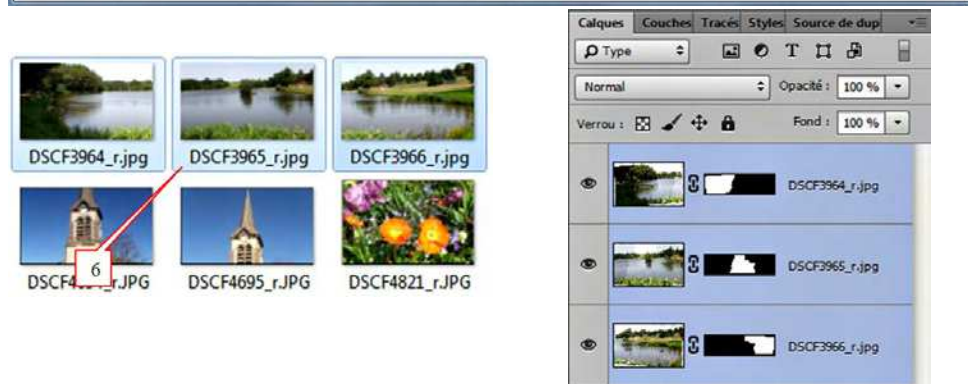 DSCF3964_r.jpg DSCF3965_r.jpg DSCF3966_r.jpg
6
DSCF4695_r.JPG DSCF4821_r.JPG
Calques Couches Tracés Styles Source de dup
Type T
Normal Opacité : 100 %
Verrou : Fond : 100 %
DSCF3964_r.jpg
DSCF3965_r.jpg
DSCF3966_r.jpg